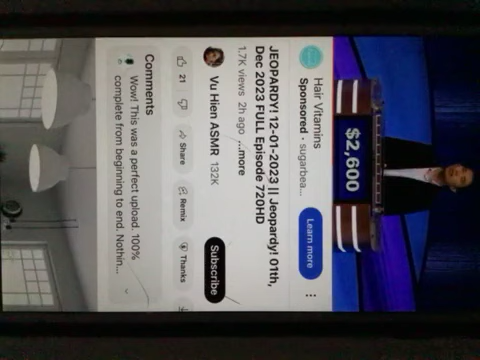 $2,600
Hair Vitamins
Sponsored · sugarbea...
Learn more
JEOPARDY! 12-01-2023 || Jeopardy! 01th,
Dec 2023 FULL Episode 720HD
1.7K views 2h ago ...more
Vu Hien ASMR 132K
Subscribe
21
Share
Remix
Thanks
Comments
Wow! This was a perfect upload. 100%
complete from beginning to end. Nothin...